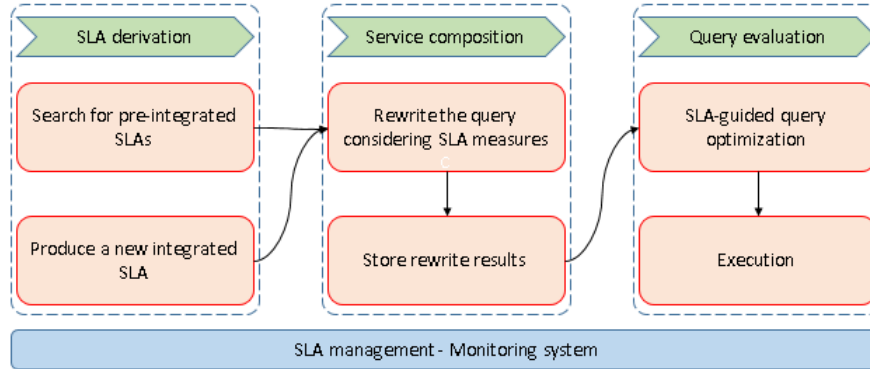 SLA derivation
Search for pre-integrated
SLAs
Produce a new integrated
SLA
Service composition
Rewrite the query
considering SLA measures
C
Store rewrite results
Query evaluation
SLA-guided query
optimization
Execution
SLA management - Monitoring system